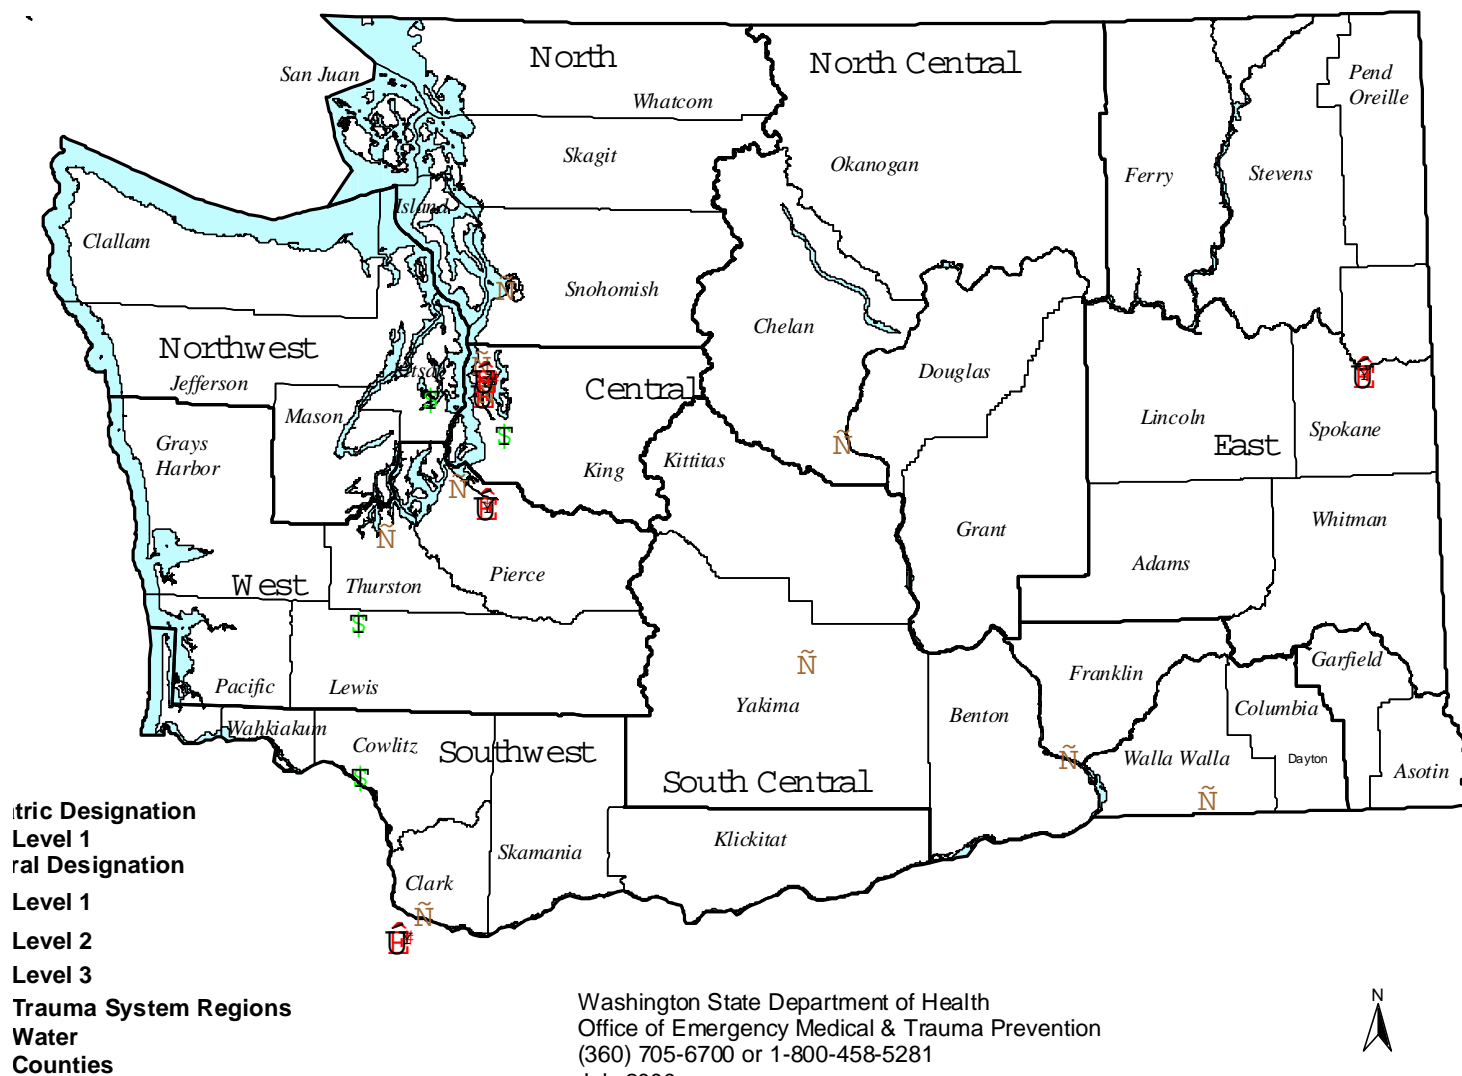 North
North Central
San Juan
Pend
Oreille
Whatcom
Skagit
Okanogan
Ferry
Stevens
Island
Clallam
Snohomish
Chelan
Northwest
Jefferson
Central
Douglas
Mason
Lincoln
Spokane
East
Grays
Harbor
King
Kittitas
Grant
Whitman
Adams
West
Thurston
Pierce
Pacific
Lewis
Yakima
Franklin
Garfield
Benton
Columbia
Wahkiakum
Cowlitz
Southwest
South Central
Walla Walla
Dayton
Asotin
Klickitat
Skamania
Clark
Designation
Level 1
Designation
Level 1
Level 2
Level 3
Trauma System Regions
Water
Counties
Washington State Department of Health
Office of Emergency Medical & Trauma Prevention
(360) 705-6700 or 1-800-458-5281
N